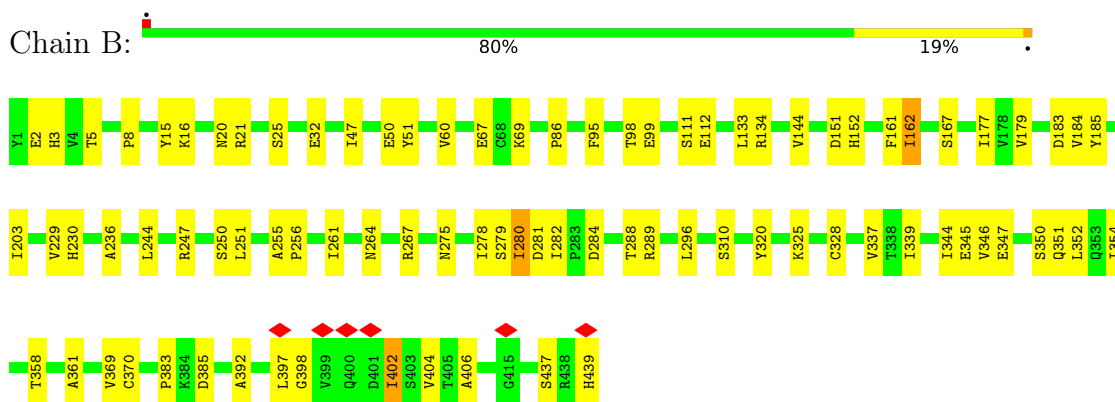 Chain B:
80%
19%
Y1 E2 H3 V4 T5 P8 Y15 K16 N20 R21 S25 E32 I47 E50 Y51 V60 E67 C68 K69 P86 F95 T98 E99 S111 E112 L133 R134 V144 D151 H152 F161 I162 S167 I177 V178 V179 D183 V184 Y185
I203 V229 H230 A236 L244 R247 S250 L251 A255 P256 I261 N264 R267 N275 I278 S279 I280 D281 I282 P283 D284 T288 R289 L296 S310 Y320 K325 C328 V337 T338 I339 I344 E345 V346 E347 S350 Q351 L352 Q353 I354
T358 A361 V369 C370 P383 K384 D385 A392 L397 G398 V399 Q400 D401 I402 S403 V404 T405 A406 G415 S437 R438 H439